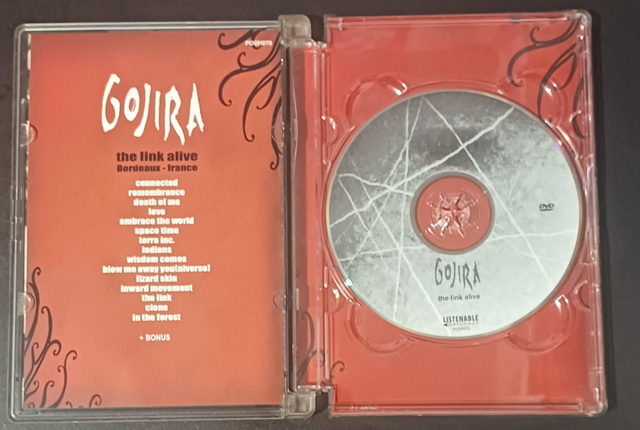 POSH070
GOJIRA
the link alive
Bordeaux - france
connected
remembrance
death of me
love
embrace the world
space time
terra inc.
indians
wisdom comes
blow me away you(niverse)
lizard skin
inward movement
the link
clone
in the forest
+ BONUS
DVD
GOJIRA
the link alive
LISTENABLE
RECORDS